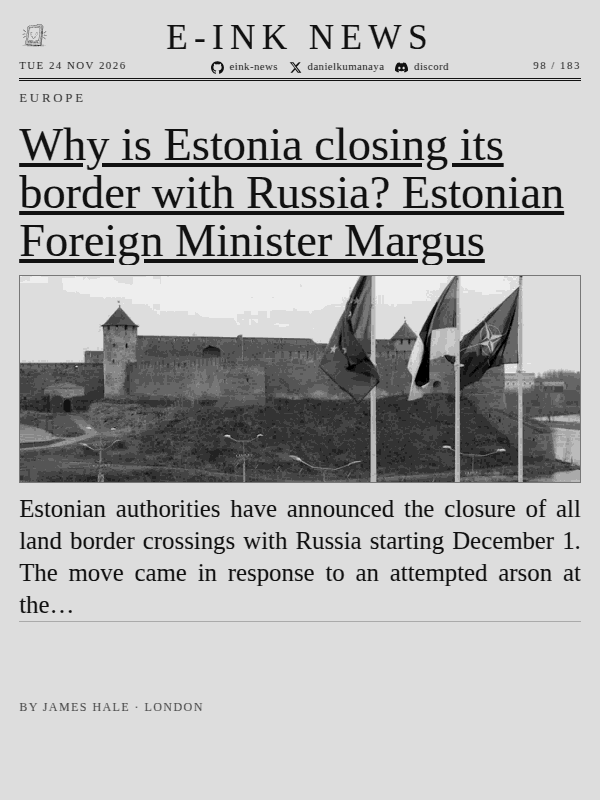 E-INK NEWS
TUE 24 NOV 2026
eink-news
danielkumanaya
discord
98 / 183
EUROPE
Why is Estonia closing its
border with Russia? Estonian
Foreign Minister Margus
Estonian authorities have announced the closure of all
land border crossings with Russia starting December 1.
The move came in response to an attempted arson at
the…
BY JAMES HALE · LONDON